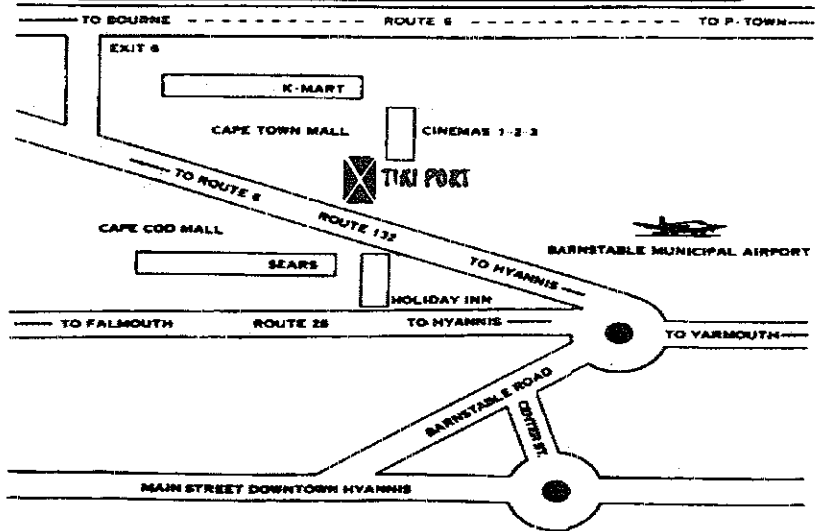 TO BOURNE ROUTE 6 TO P-TOWN
EXIT 6
K-MART
CAPE TOWN MALL
CINEMAS 1-2-3
TIKI PORT
TO ROUTE 6
ROUTE 132
TO HYANNIS
CAPE COD MALL
SEARS
BARNSTABLE MUNICIPAL AIRPORT
HOLIDAY INN
TO FALMOUTH ROUTE 28 TO HYANNIS
TO YARMOUTH
BARNSTABLE ROAD
CENTER ST.
MAIN STREET DOWNTOWN HYANNIS